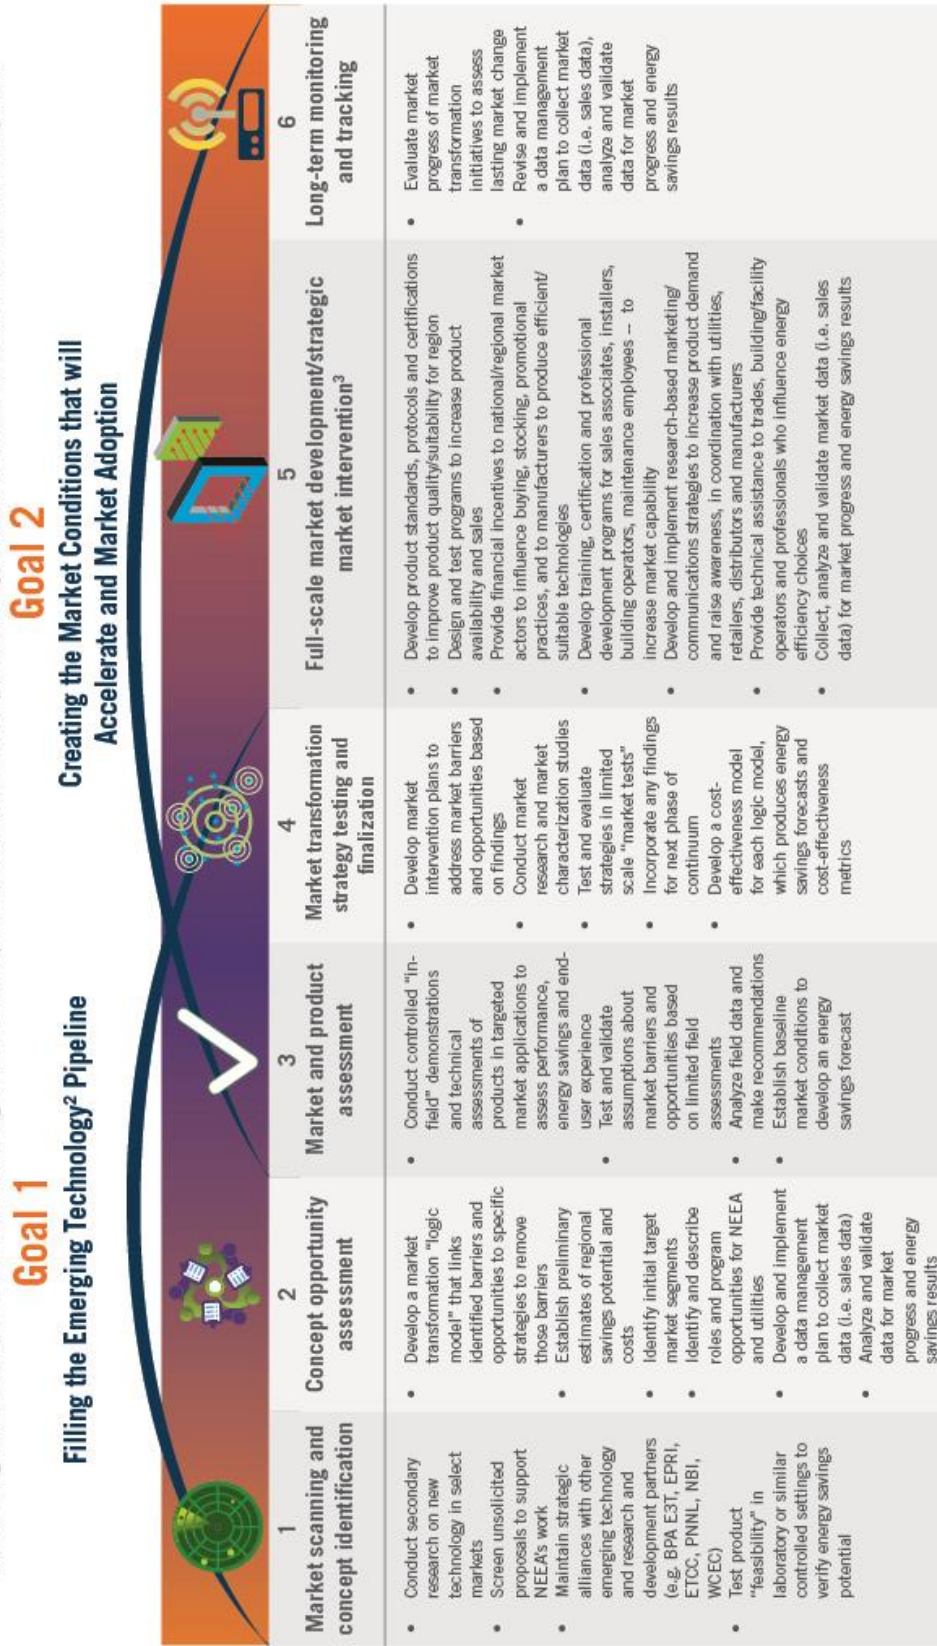 Goal 1
Filling the Emerging Technology² Pipeline
Goal 2
Creating the Market Conditions that will
Accelerate and Market Adoption
1
Market scanning and
concept identification
• Conduct secondary
research on new
technology in select
markets
• Screen unsolicited
proposals to support
NEEA's work
• Maintain strategic
alliances with other
emerging technology
and research and
development partners
(e.g. BPA E3T, EPRI,
ETCC, PNNL, NBI,
WCEC)
• Test product
"feasibility" in
laboratory or similar
controlled settings to
verify energy savings
potential
2
Concept opportunity
assessment
• Develop a market
transformation "logic
model" that links
identified barriers and
opportunities to specific
strategies to remove
those barriers
• Establish preliminary
estimates of regional
savings potential and
costs
• Identify initial target
market segments
• Identify and describe
roles and program
opportunities for NEEA
and utilities
• Develop and implement
a data management
plan to collect market
data (i.e. sales data)
• Analyze and validate
data for market
progress and energy
savings results
3
Market and product
assessment
• Conduct controlled "in-
field" demonstrations
and technical
assessments of
products in targeted
market applications to
assess performance,
energy savings and end-
user experience
• Test and validate
assumptions about
market barriers and
opportunities based
on limited field
assessments
• Analyze field data and
make recommendations
• Establish baseline
market conditions to
develop an energy
savings forecast
4
Market transformation
strategy testing and
finalization
• Develop market
intervention plans to
address market barriers
and opportunities based
on findings
• Conduct market
research and market
characterization studies
• Test and evaluate
strategies in limited
scale "market tests"
• Incorporate any findings
for next phase of
continuum
• Develop a cost-
effectiveness model
for each logic model,
which produces energy
savings forecasts and
cost-effectiveness
metrics
5
Full-scale market development/strategic
market intervention³
• Develop product standards, protocols and certifications
to improve product quality/suitability for region
• Design and test programs to increase product
availability and sales
• Provide financial incentives to national/regional market
actors to influence buying, stocking, promotional
practices, and to manufacturers to produce efficient/
suitable technologies
• Develop training, certification and professional
development programs for sales associates, installers,
building operators, maintenance employees – to
increase market capability
• Develop and implement research-based marketing/
communications strategies to increase product demand
and raise awareness, in coordination with utilities,
retailers, distributors and manufacturers
• Provide technical assistance to trades, building/facility
operators and professionals who influence energy
efficiency choices
• Collect, analyze and validate market data (i.e. sales
data) for market progress and energy savings results
6
Long-term monitoring
and tracking
• Evaluate market
progress of market
transformation
initiatives to assess
lasting market change
• Revise and implement
a data management
plan to collect market
data (i.e. sales data),
analyze and validate
data for market
progress and energy
savings results